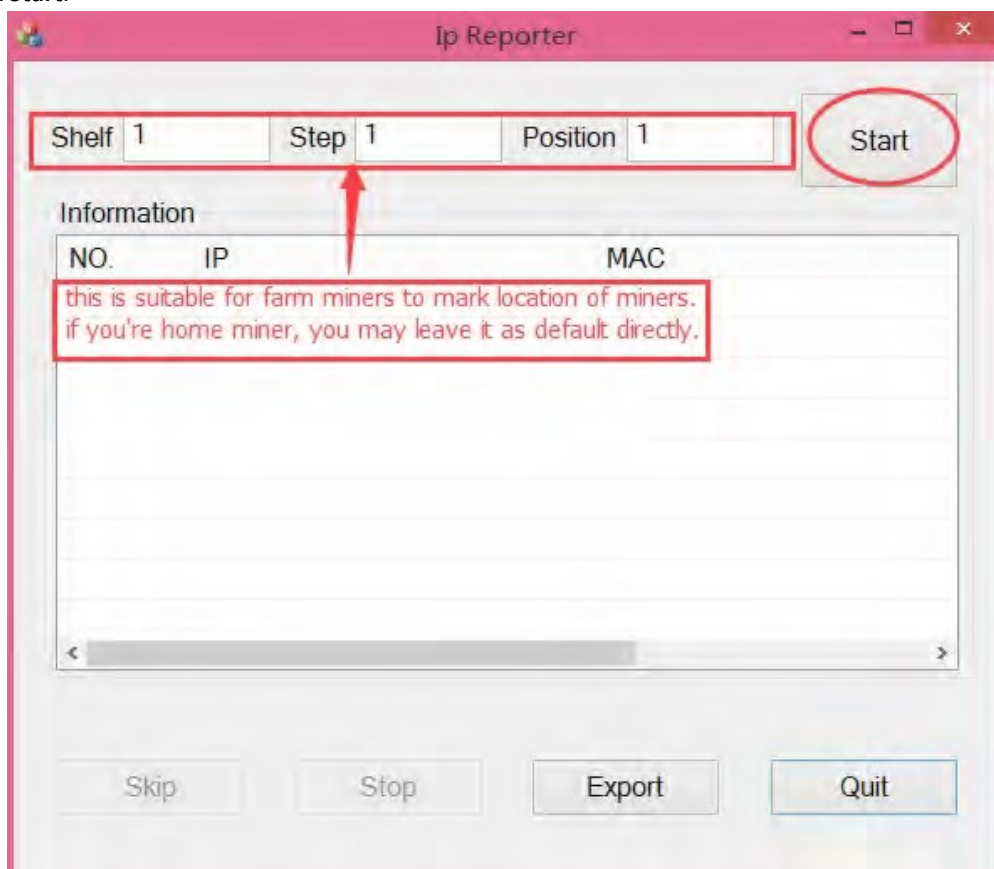 start.
Ip Reporter
Shelf 1 Step 1 Position 1 Start
Information
NO. IP MAC
this is suitable for farm miners to mark location of miners.
if you're home miner, you may leave it as default directly.
Skip Stop Export Quit